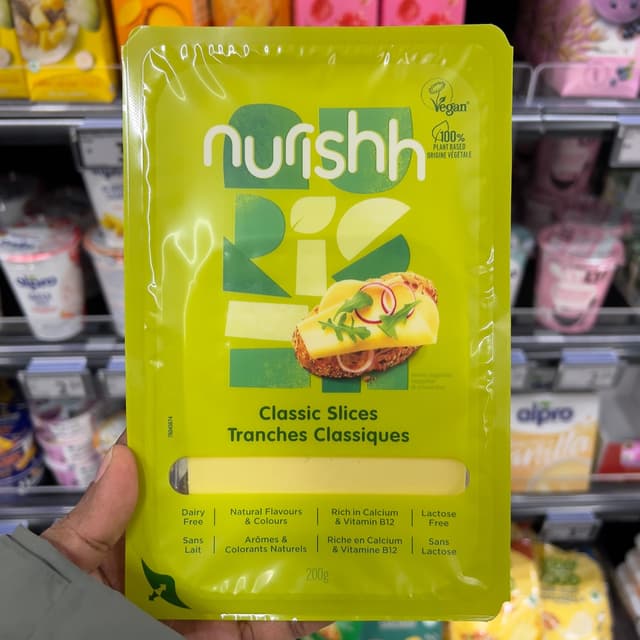 nurishh
Vegan
100%
PLANT BASED
ORIGINE VÉGÉTALE
Classic Slices
Tranches Classiques
Dairy
Free
Natural Flavours
& Colours
Rich in Calcium
& Vitamin B12
Lactose
Free
Sans
Lait
Arômes &
Colorants Naturels
Riche en Calcium
& Vitamine B12
Sans
Lactose
200g
alpro
alpro